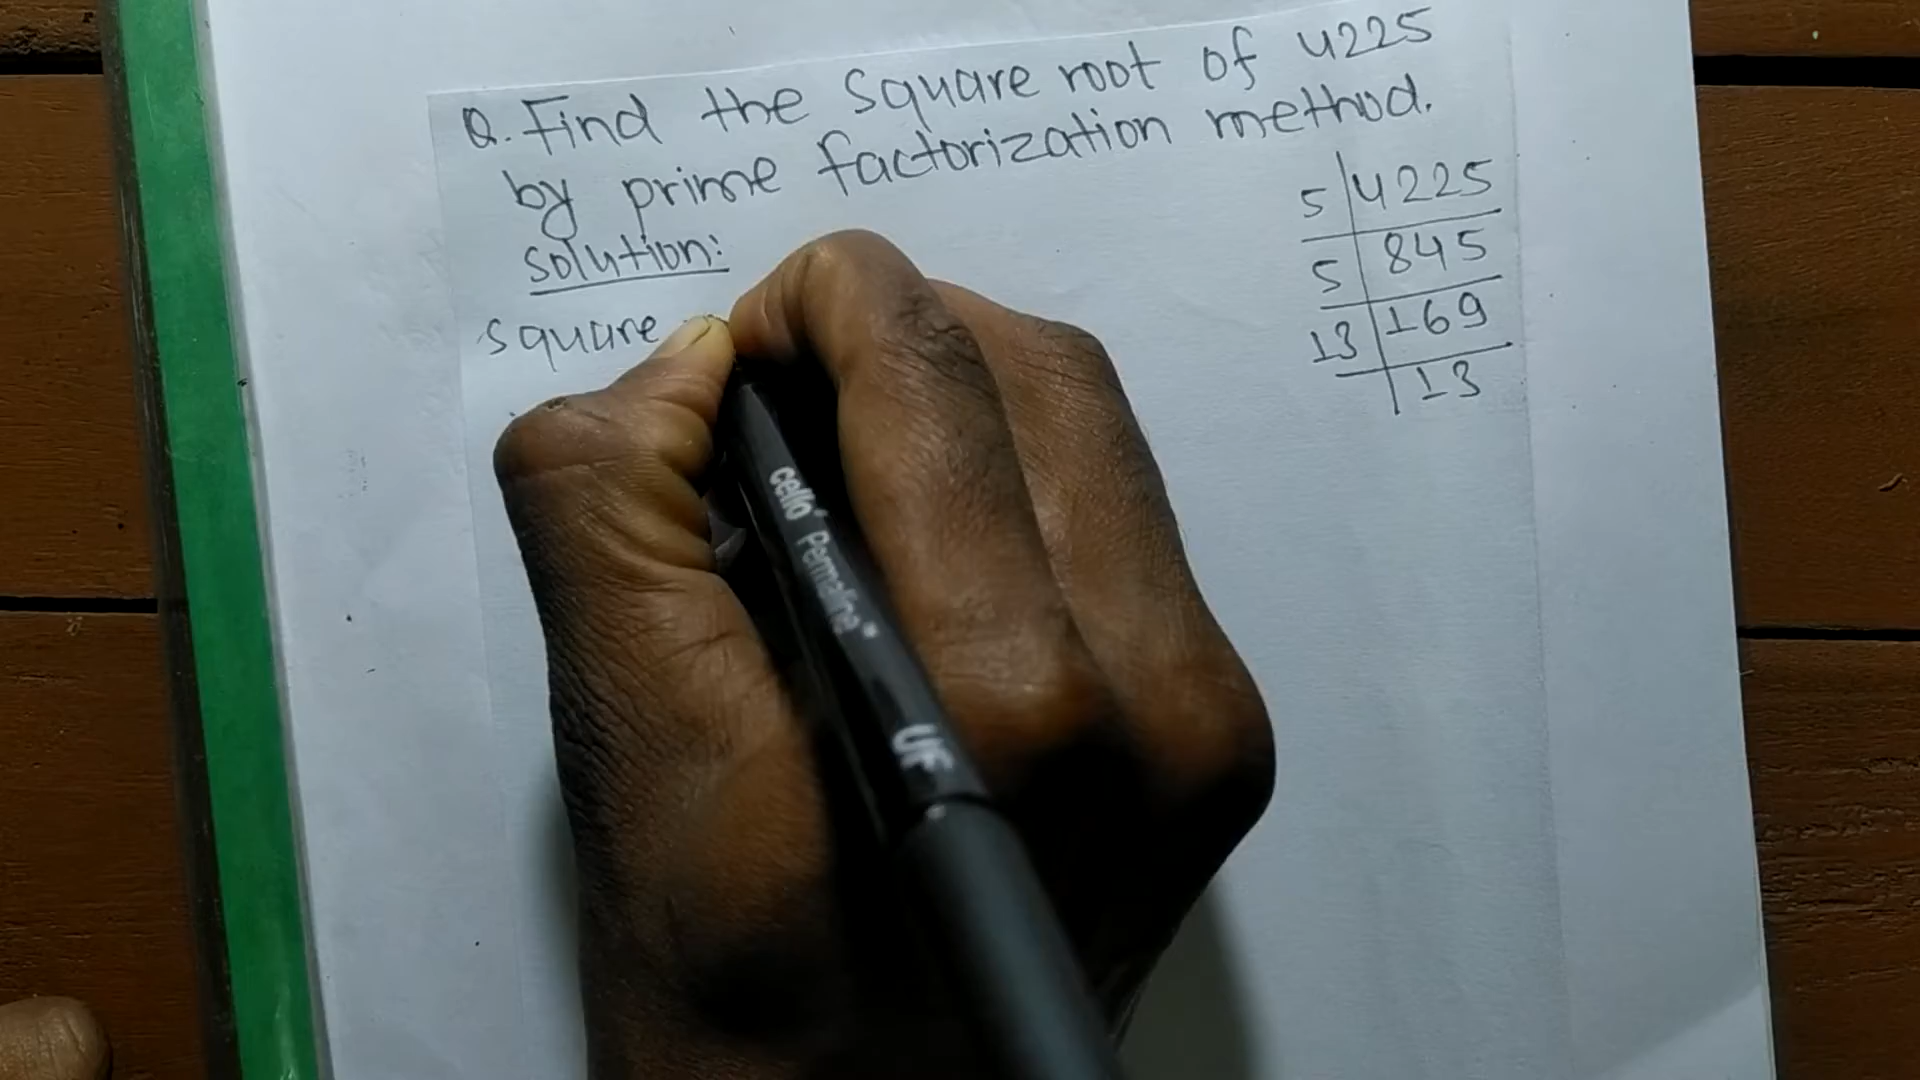 Q. Find the square root of 4225
by prime factorization method.
Solution:
square
5 4225
5 845
13 169
13
cello Permafine
UF